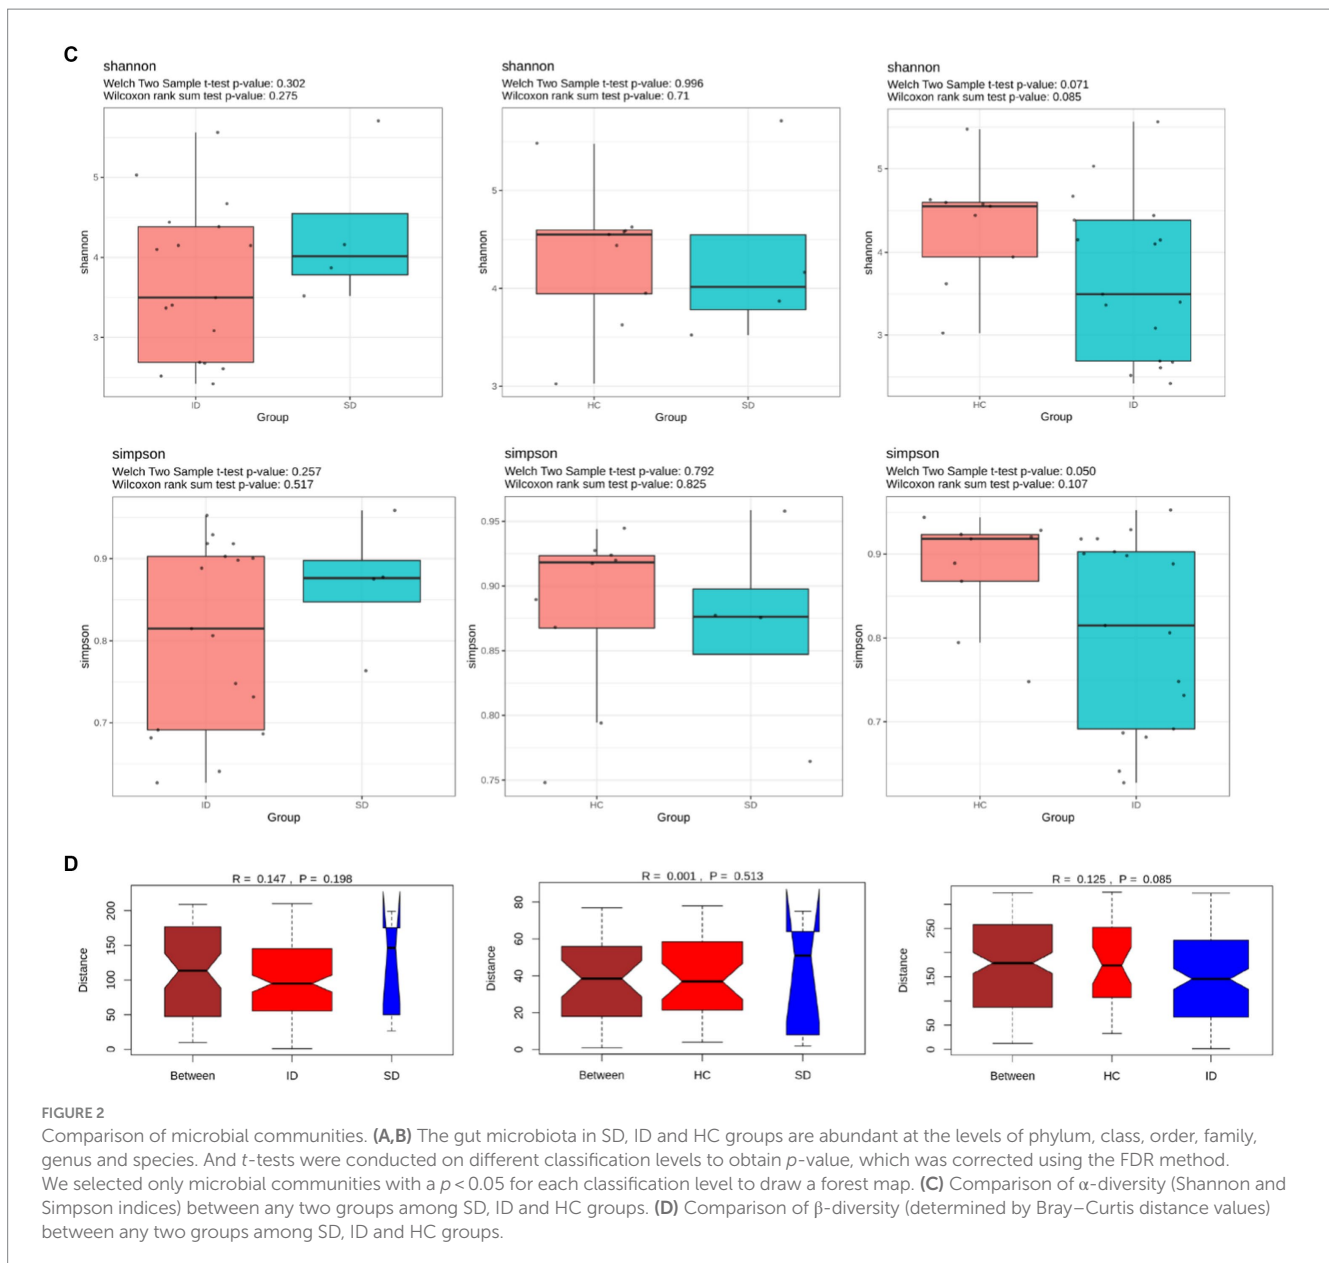 C
shannon
Welch Two Sample t-test p-value: 0.302
Wilcoxon rank sum test p-value: 0.275
shannon
5
4
3
ID
SD
Group
shannon
Welch Two Sample t-test p-value: 0.996
Wilcoxon rank sum test p-value: 0.71
shannon
5
4
3
HC
SD
Group
shannon
Welch Two Sample t-test p-value: 0.071
Wilcoxon rank sum test p-value: 0.085
shannon
5
4
3
HC
ID
Group
simpson
Welch Two Sample t-test p-value: 0.257
Wilcoxon rank sum test p-value: 0.517
simpson
0.9
0.8
0.7
ID
SD
Group
simpson
Welch Two Sample t-test p-value: 0.792
Wilcoxon rank sum test p-value: 0.825
simpson
0.95
0.90
0.85
0.80
0.75
HC
SD
Group
simpson
Welch Two Sample t-test p-value: 0.050
Wilcoxon rank sum test p-value: 0.107
simpson
0.9
0.8
0.7
HC
ID
Group
D
R = 0.147 , P = 0.198
Distance
200
150
100
50
0
Between
ID
SD
R = 0.001 , P = 0.513
Distance
80
60
40
20
0
Between
HC
SD
R = 0.125 , P = 0.085
Distance
250
150
50
0
Between
HC
ID
FIGURE 2
Comparison of microbial communities. (A,B) The gut microbiota in SD, ID and HC groups are abundant at the levels of phylum, class, order, family,
genus and species. And t-tests were conducted on different classification levels to obtain p-value, which was corrected using the FDR method.
We selected only microbial communities with a p < 0.05 for each classification level to draw a forest map. (C) Comparison of α-diversity (Shannon and
Simpson indices) between any two groups among SD, ID and HC groups. (D) Comparison of β-diversity (determined by Bray–Curtis distance values)
between any two groups among SD, ID and HC groups.